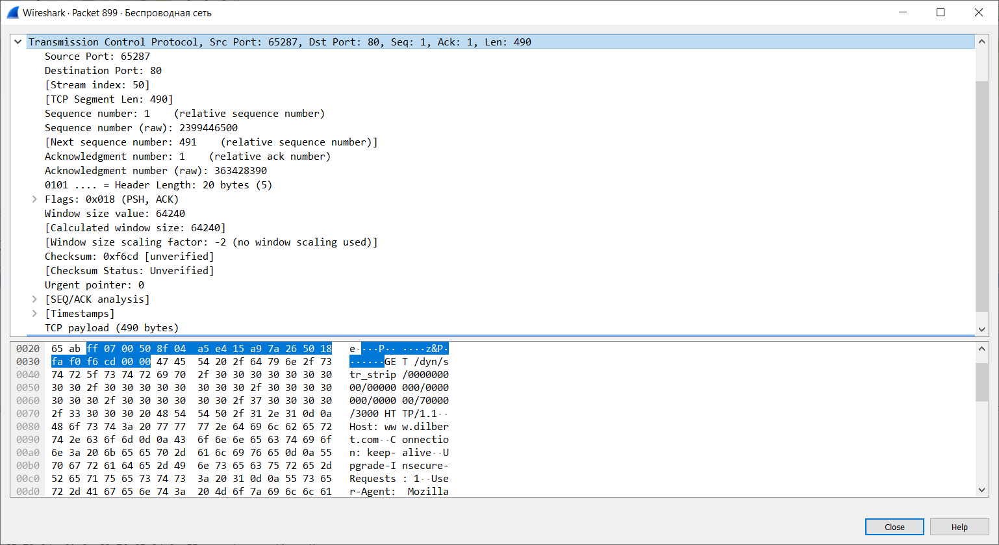 Wireshark · Packet 899 · Беспроводная сеть
Transmission Control Protocol, Src Port: 65287, Dst Port: 80, Seq: 1, Ack: 1, Len: 490
Source Port: 65287
Destination Port: 80
[Stream index: 50]
[TCP Segment Len: 490]
Sequence number: 1    (relative sequence number)
Sequence number (raw): 2399446500
[Next sequence number: 491    (relative sequence number)]
Acknowledgment number: 1    (relative ack number)
Acknowledgment number (raw): 363428390
0101 .... = Header Length: 20 bytes (5)
Flags: 0x018 (PSH, ACK)
Window size value: 64240
[Calculated window size: 64240]
[Window size scaling factor: -2 (no window scaling used)]
Checksum: 0xf6cd [unverified]
[Checksum Status: Unverified]
Urgent pointer: 0
[SEQ/ACK analysis]
[Timestamps]
TCP payload (490 bytes)
0020 65 ab ff 07 00 50 8f 04  a5 e4 15 a9 7a 26 50 18   e····P·· ····z&P·
0030 fa f0 f6 cd 00 00 47 45  54 20 2f 64 79 6e 2f 73   ······GE T /dyn/s
0040 74 72 5f 73 74 72 69 70  2f 30 30 30 30 30 30 30   tr_strip /0000000
0050 30 30 2f 30 30 30 30 30  30 30 30 2f 30 30 30 30   00/00000 000/0000
0060 30 30 30 2f 30 30 30 30  30 30 2f 37 30 30 30 30   000/0000 00/70000
0070 2f 33 30 30 30 20 48 54  54 50 2f 31 2e 31 0d 0a   /3000 HT TP/1.1··
0080 48 6f 73 74 3a 20 77 77  77 2e 64 69 6c 62 65 72   Host: ww w.dilber
0090 74 2e 63 6f 6d 0d 0a 43  6f 6e 6e 65 63 74 69 6f   t.com··C onnectio
00a0 6e 3a 20 6b 65 65 70 2d  61 6c 69 76 65 0d 0a 55   n: keep- alive··U
00b0 70 67 72 61 64 65 2d 49  6e 73 65 63 75 72 65 2d   pgrade-I nsecure-
00c0 52 65 71 75 65 73 74 73  3a 20 31 0d 0a 55 73 65   Requests : 1··Use
00d0 72 2d 41 67 65 6e 74 3a  20 4d 6f 7a 69 6c 6c 61   r-Agent:  Mozilla
Close
Help